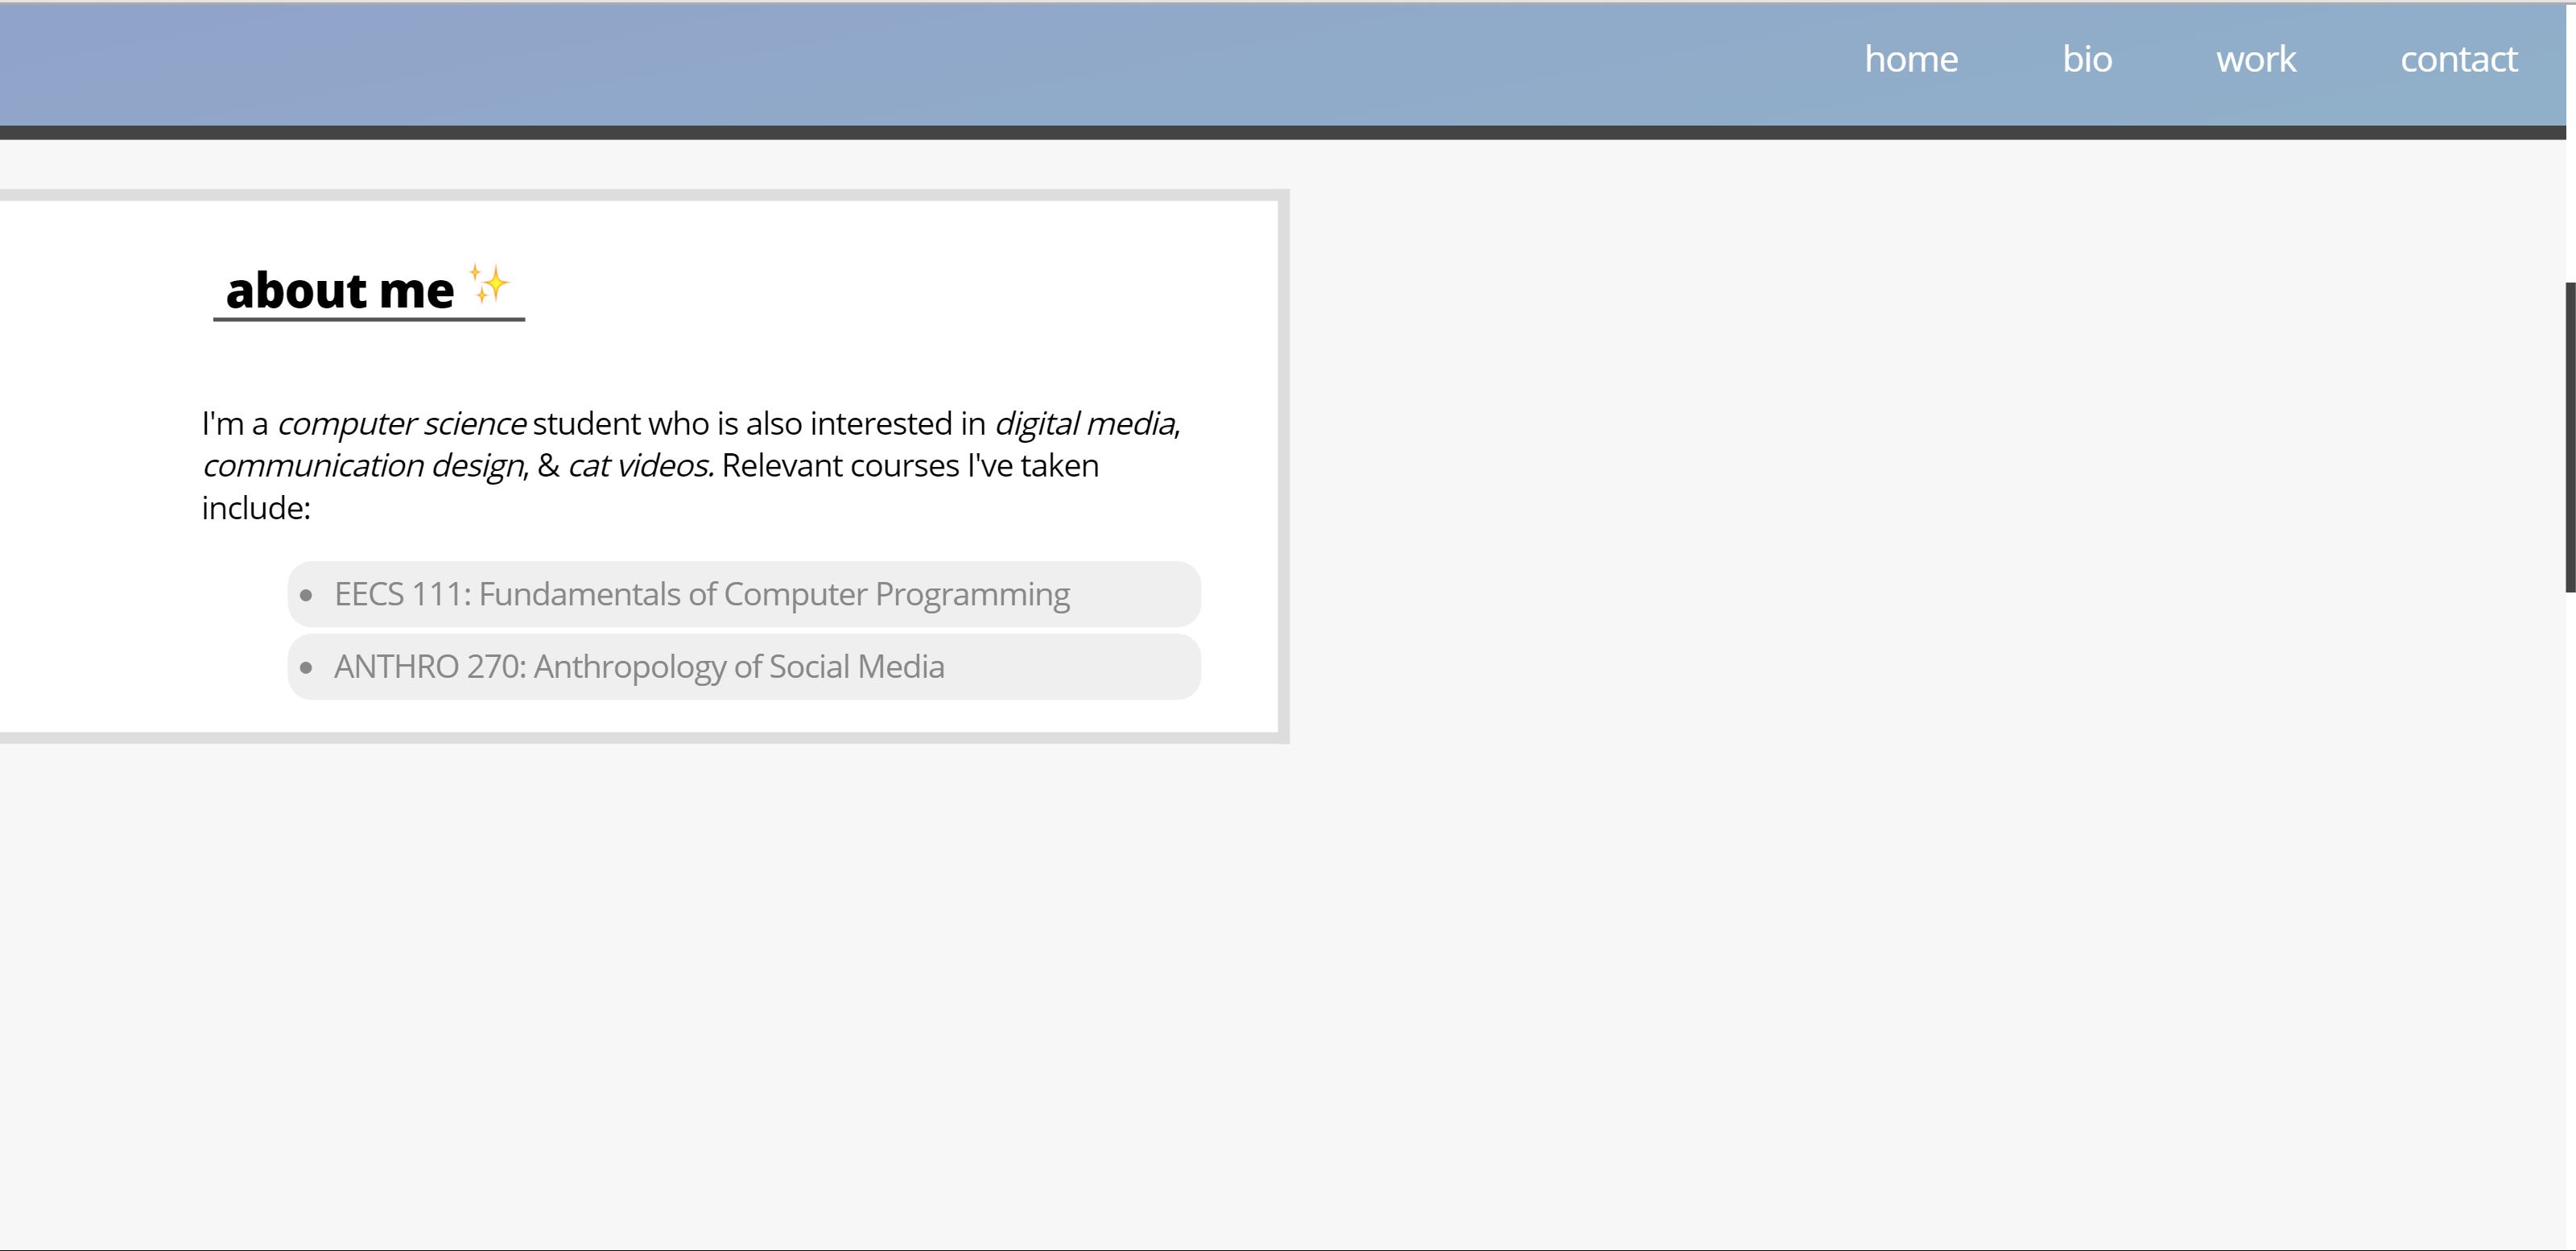 home bio work contact
about me ✨
I'm a computer science student who is also interested in digital media,
communication design, & cat videos. Relevant courses I've taken
include:
• EECS 111: Fundamentals of Computer Programming
• ANTHRO 270: Anthropology of Social Media